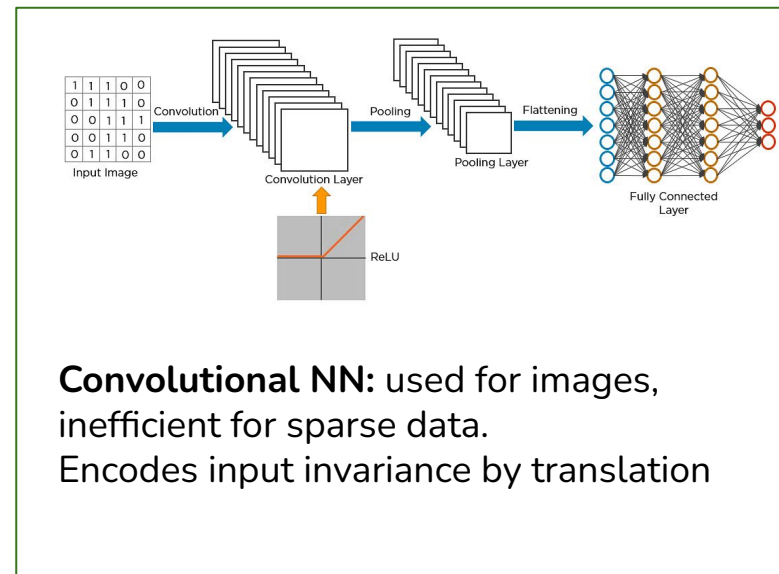 1 1 1 0 0
0 1 1 1 0
0 0 1 1 1
0 0 1 1 0
0 1 1 0 0
Input Image
Convolution
Convolution Layer
Pooling
Pooling Layer
Flattening
Fully Connected
Layer
ReLU
Convolutional NN: used for images,
inefficient for sparse data.
Encodes input invariance by translation